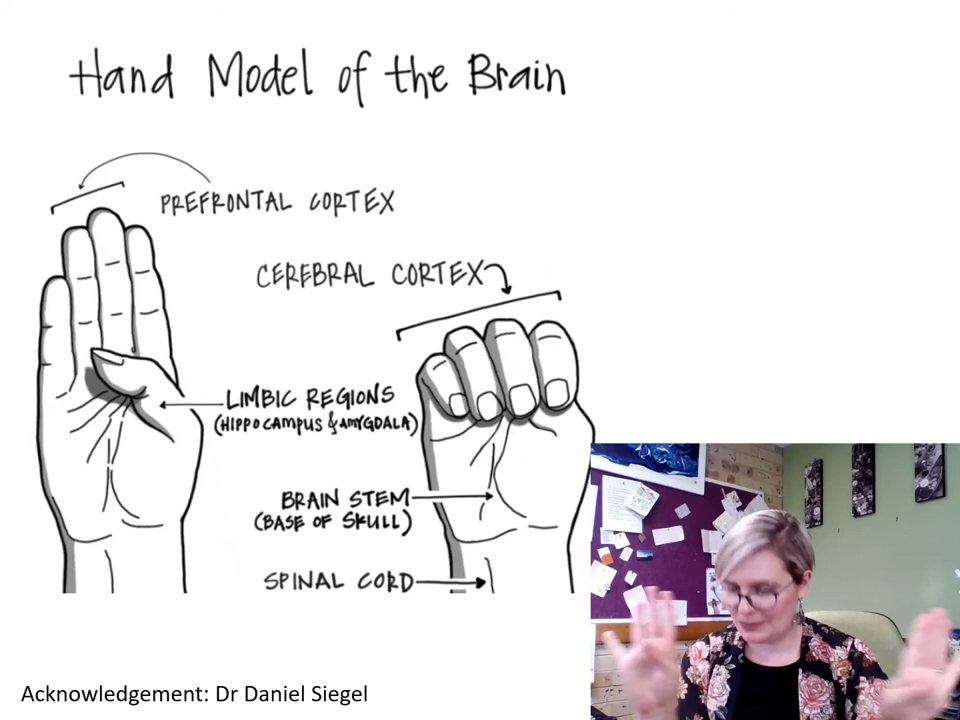 Hand Model of the Brain
PREFRONTAL CORTEX
CEREBRAL CORTEX
LIMBIC REGIONS
(HIPPOCAMPUS & AMYGDALA)
BRAIN STEM
(BASE OF SKULL)
SPINAL CORD
Acknowledgement: Dr Daniel Siegel